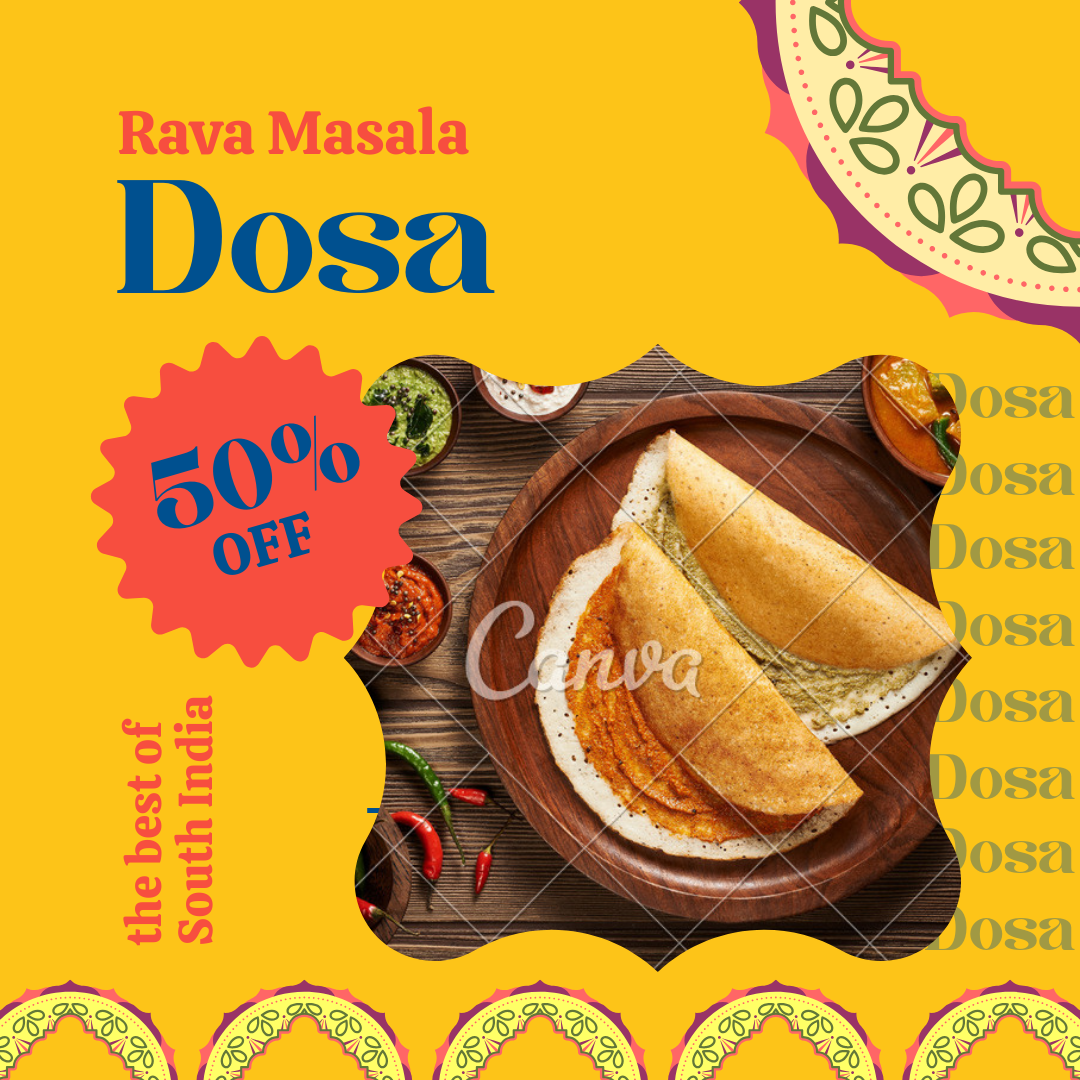 Rava Masala
Dosa
50%
OFF
the best of
South India
Canva
Dosa
Dosa
Dosa
Dosa
Dosa
Dosa
Dosa
Dosa